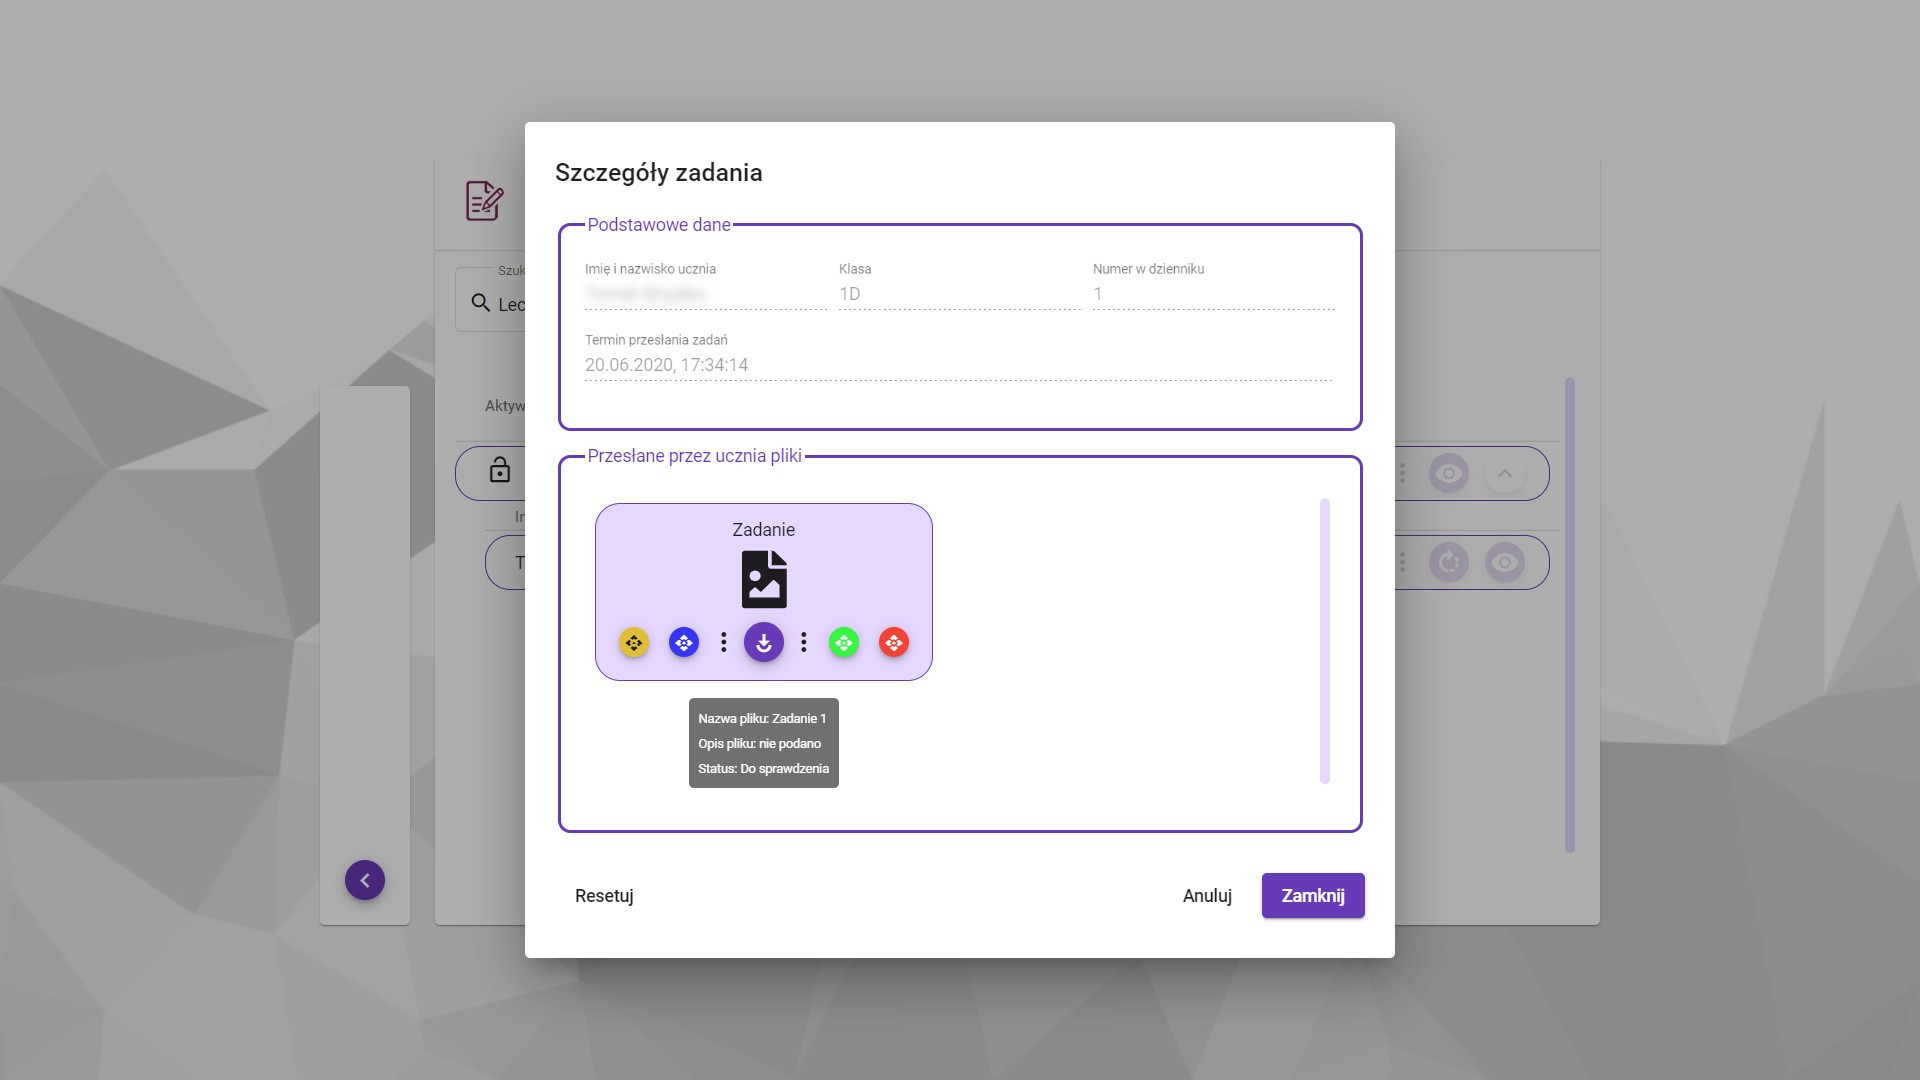 Szczegóły zadania
Podstawowe dane
Imię i nazwisko ucznia
Klasa
Numer w dzienniku
1D
1
Termin przesłania zadań
20.06.2020, 17:34:14
Szuk
Lec
Aktyw
In
T
Przesłane przez ucznia pliki
Zadanie
Nazwa pliku: Zadanie 1
Opis pliku: nie podano
Status: Do sprawdzenia
Resetuj
Anuluj
Zamknij